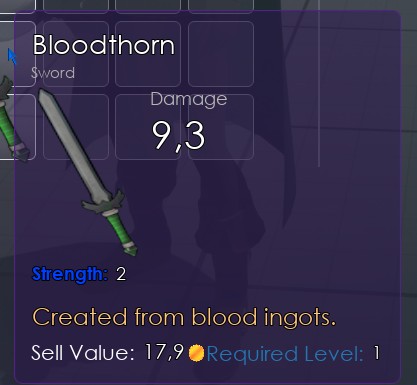 Bloodthorn
Sword
Damage
9,3
Strength: 2
Created from blood ingots.
Sell Value: 17,9 Required Level: 1